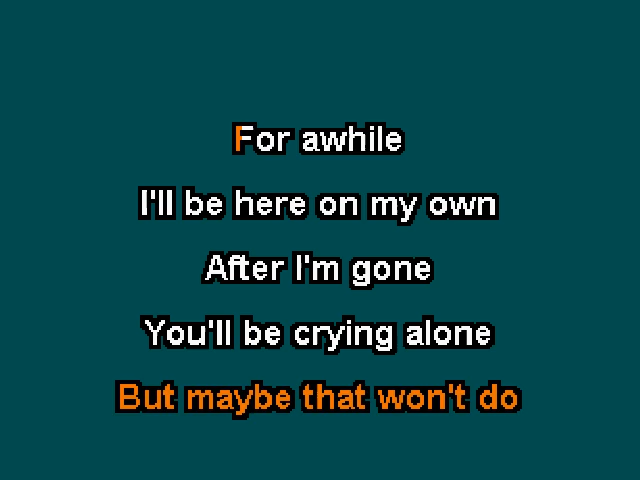 For awhile
I'll be here on my own
After I'm gone
You'll be crying alone
But maybe that won't do